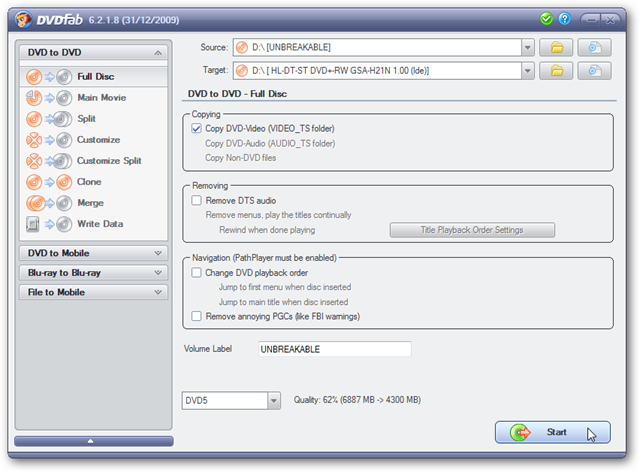 DVDFab 6.2.1.8 (31/12/2009)
DVD to DVD
Full Disc
Main Movie
Split
Customize
Customize Split
Clone
Merge
Write Data
DVD to Mobile
Blu-ray to Blu-ray
File to Mobile
Source: D:\ [UNBREAKABLE]
Target: D:\ [ HL-DT-ST DVD+-RW GSA-H21N 1.00 (Ide)]
DVD to DVD - Full Disc
Copying
Copy DVD-Video (VIDEO_TS folder)
Copy DVD-Audio (AUDIO_TS folder)
Copy Non-DVD files
Removing
Remove DTS audio
Remove menus, play the titles continually
Rewind when done playing Title Playback Order Settings
Navigation (PathPlayer must be enabled)
Change DVD playback order
Jump to first menu when disc inserted
Jump to main title when disc inserted
Remove annoying PGCs (like FBI warnings)
Volume Label UNBREAKABLE
DVD5 Quality: 62% (6887 MB -> 4300 MB)
Start